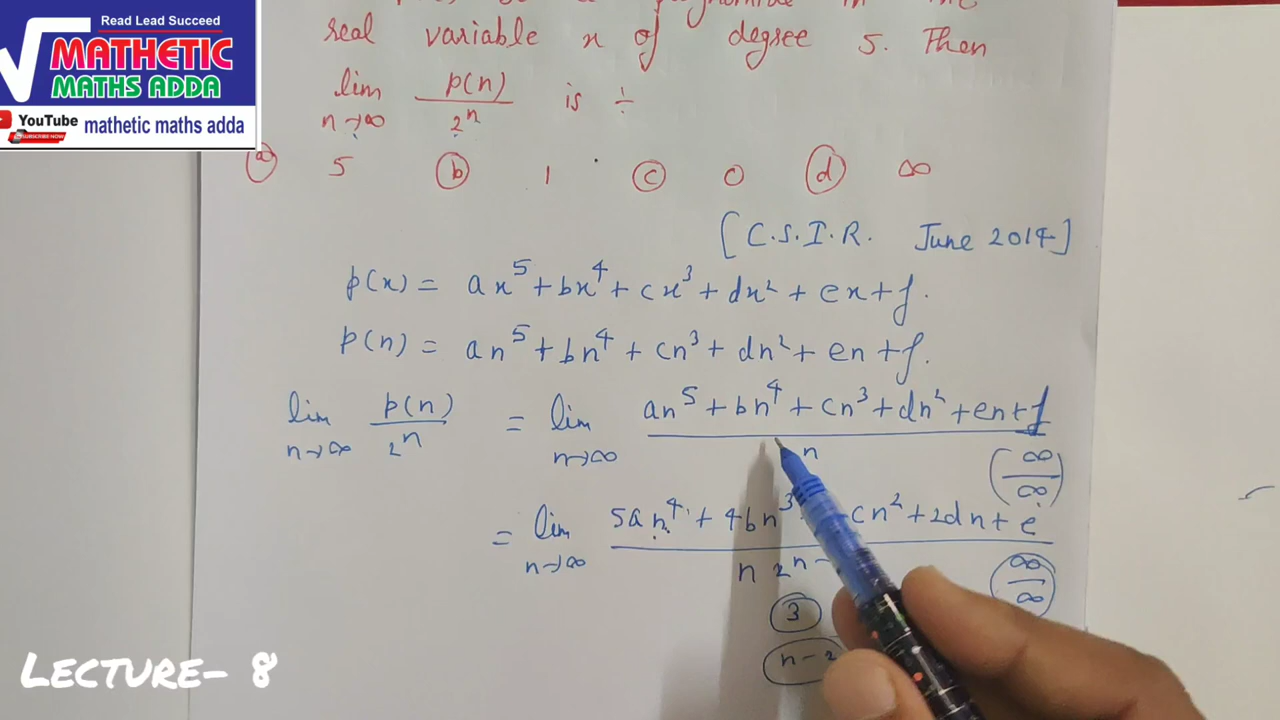 Read Lead Succeed
MATHETIC
MATHS ADDA
YouTube mathetic maths adda
SUBSCRIBE NOW
real variable x of degree 5. Then
lim n→∞ p(n)/2^n is ÷
(a) 5 (b) 1 (c) 0 (d) ∞
[C.S.I.R. June 2014]
p(x) = ax^5 + bx^4 + cx^3 + dx^2 + ex + f.
p(n) = an^5 + bn^4 + cn^3 + dn^2 + en + f.
lim n→∞ p(n)/2^n = lim n→∞ an^5 + bn^4 + cn^3 + dn^2 + en + f / n (∞/∞)
= lim n→∞ 5an^4 + 4bn^3 cn^2 + 2dn + e / n 2^n- (∞/∞)
3
n-2
LECTURE- 8